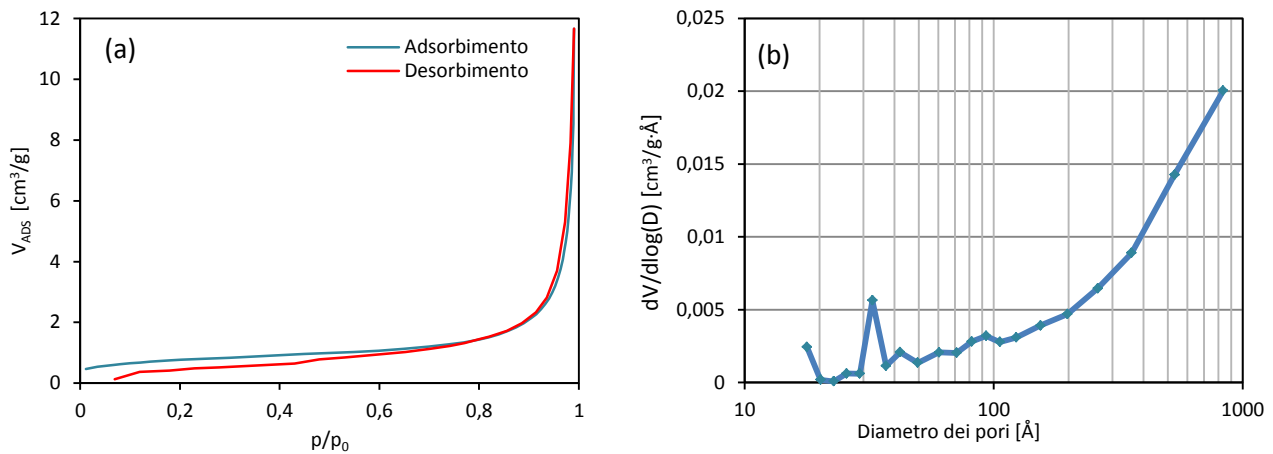 (a)
Adsorbimento
Desorbimento
V_ADS [cm³/g]
12
10
8
6
4
2
0
0 0,2 0,4 0,6 0,8 1
p/p₀
(b)
dV/dlog(D) [cm³/g·Å]
0,025
0,02
0,015
0,01
0,005
0
10 100 1000
Diametro dei pori [Å]